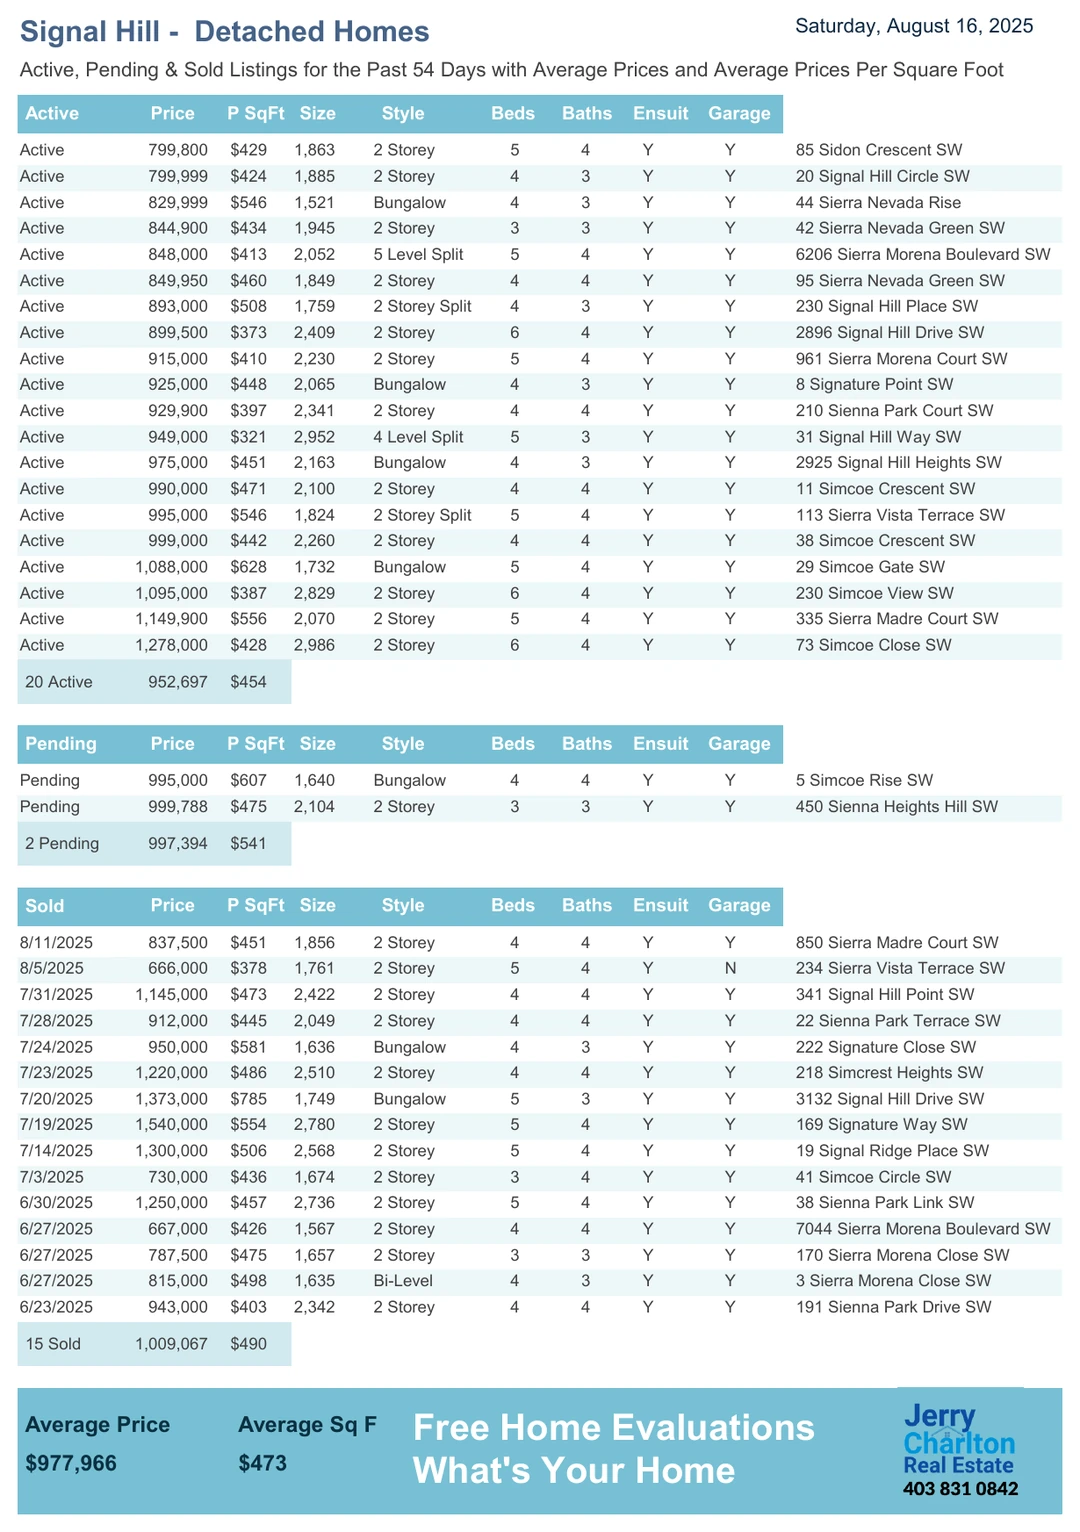 Signal Hill -  Detached Homes
Saturday, August 16, 2025
Active, Pending & Sold Listings for the Past 54 Days with Average Prices and Average Prices Per Square Foot
Active Price P SqFt Size Style Beds Baths Ensuit Garage
Active 799,800 $429 1,863 2 Storey 5 4 Y Y 85 Sidon Crescent SW
Active 799,999 $424 1,885 2 Storey 4 3 Y Y 20 Signal Hill Circle SW
Active 829,999 $546 1,521 Bungalow 4 3 Y Y 44 Sierra Nevada Rise
Active 844,900 $434 1,945 2 Storey 3 3 Y Y 42 Sierra Nevada Green SW
Active 848,000 $413 2,052 5 Level Split 5 4 Y Y 6206 Sierra Morena Boulevard SW
Active 849,950 $460 1,849 2 Storey 4 4 Y Y 95 Sierra Nevada Green SW
Active 893,000 $508 1,759 2 Storey Split 4 3 Y Y 230 Signal Hill Place SW
Active 899,500 $373 2,409 2 Storey 6 4 Y Y 2896 Signal Hill Drive SW
Active 915,000 $410 2,230 2 Storey 5 4 Y Y 961 Sierra Morena Court SW
Active 925,000 $448 2,065 Bungalow 4 3 Y Y 8 Signature Point SW
Active 929,900 $397 2,341 2 Storey 4 4 Y Y 210 Sienna Park Court SW
Active 949,000 $321 2,952 4 Level Split 5 3 Y Y 31 Signal Hill Way SW
Active 975,000 $451 2,163 Bungalow 4 3 Y Y 2925 Signal Hill Heights SW
Active 990,000 $471 2,100 2 Storey 4 4 Y Y 11 Simcoe Crescent SW
Active 995,000 $546 1,824 2 Storey Split 5 4 Y Y 113 Sierra Vista Terrace SW
Active 999,000 $442 2,260 2 Storey 4 4 Y Y 38 Simcoe Crescent SW
Active 1,088,000 $628 1,732 Bungalow 5 4 Y Y 29 Simcoe Gate SW
Active 1,095,000 $387 2,829 2 Storey 6 4 Y Y 230 Simcoe View SW
Active 1,149,900 $556 2,070 2 Storey 5 4 Y Y 335 Sierra Madre Court SW
Active 1,278,000 $428 2,986 2 Storey 6 4 Y Y 73 Simcoe Close SW
20 Active 952,697 $454
Pending Price P SqFt Size Style Beds Baths Ensuit Garage
Pending 995,000 $607 1,640 Bungalow 4 4 Y Y 5 Simcoe Rise SW
Pending 999,788 $475 2,104 2 Storey 3 3 Y Y 450 Sienna Heights Hill SW
2 Pending 997,394 $541
Sold Price P SqFt Size Style Beds Baths Ensuit Garage
8/11/2025 837,500 $451 1,856 2 Storey 4 4 Y Y 850 Sierra Madre Court SW
8/5/2025 666,000 $378 1,761 2 Storey 5 4 Y N 234 Sierra Vista Terrace SW
7/31/2025 1,145,000 $473 2,422 2 Storey 4 4 Y Y 341 Signal Hill Point SW
7/28/2025 912,000 $445 2,049 2 Storey 4 4 Y Y 22 Sienna Park Terrace SW
7/24/2025 950,000 $581 1,636 Bungalow 4 3 Y Y 222 Signature Close SW
7/23/2025 1,220,000 $486 2,510 2 Storey 4 4 Y Y 218 Simcrest Heights SW
7/20/2025 1,373,000 $785 1,749 Bungalow 5 3 Y Y 3132 Signal Hill Drive SW
7/19/2025 1,540,000 $554 2,780 2 Storey 5 4 Y Y 169 Signature Way SW
7/14/2025 1,300,000 $506 2,568 2 Storey 5 4 Y Y 19 Signal Ridge Place SW
7/3/2025 730,000 $436 1,674 2 Storey 3 4 Y Y 41 Simcoe Circle SW
6/30/2025 1,250,000 $457 2,736 2 Storey 5 4 Y Y 38 Sienna Park Link SW
6/27/2025 667,000 $426 1,567 2 Storey 4 4 Y Y 7044 Sierra Morena Boulevard SW
6/27/2025 787,500 $475 1,657 2 Storey 3 3 Y Y 170 Sierra Morena Close SW
6/27/2025 815,000 $498 1,635 Bi-Level 4 3 Y Y 3 Sierra Morena Close SW
6/23/2025 943,000 $403 2,342 2 Storey 4 4 Y Y 191 Sienna Park Drive SW
15 Sold 1,009,067 $490
Average Price Average Sq F
$977,966 $473
Free Home Evaluations
What's Your Home
Jerry
Charlton
Real Estate
403 831 0842